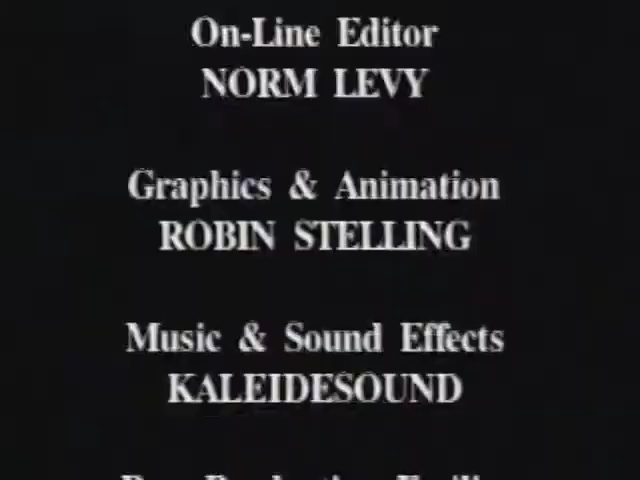 On-Line Editor
NORM LEVY
Graphics & Animation
ROBIN STELLING
Music & Sound Effects
KALEIDESOUND